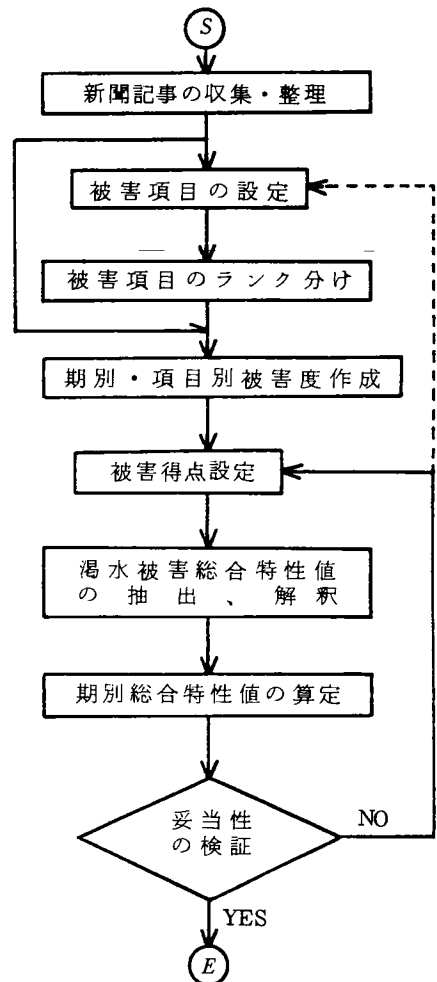 S
新聞記事の収集・整理
被害項目の設定
被害項目のランク分け
期別・項目別被害度作成
被害得点設定
渇水被害総合特性値
の抽出、解釈
期別総合特性値の算定
妥当性
の検証
NO
YES
E